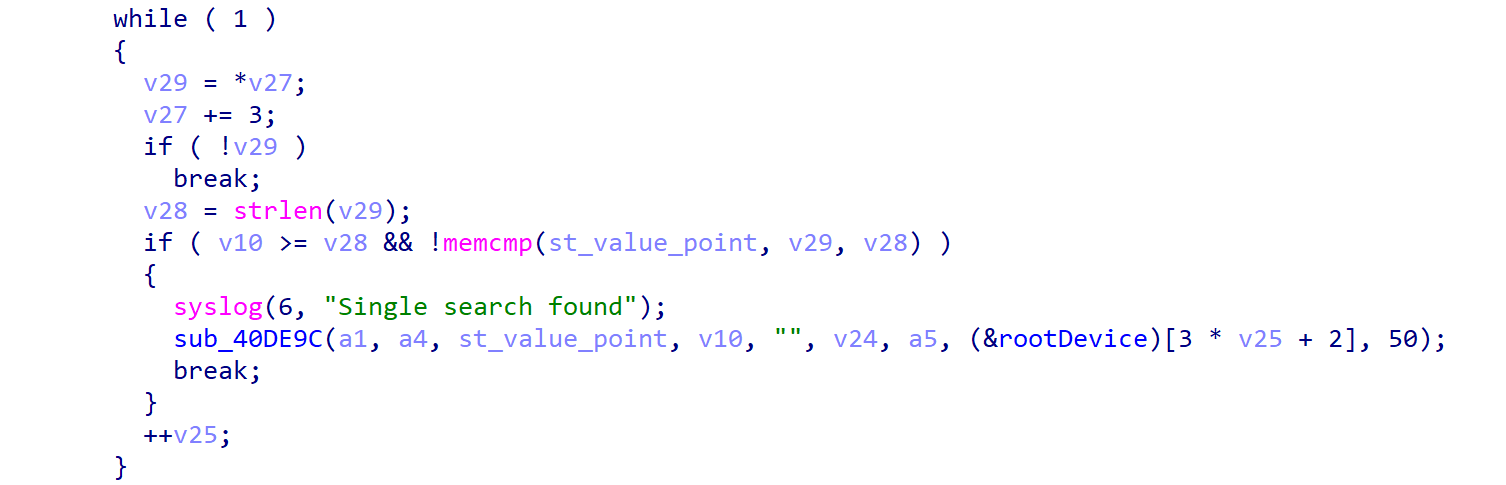 while ( 1 )
{
v29 = *v27;
v27 += 3;
if ( !v29 )
break;
v28 = strlen(v29);
if ( v10 >= v28 && !memcmp(st_value_point, v29, v28) )
{
syslog(6, "Single search found");
sub_40DE9C(a1, a4, st_value_point, v10, "", v24, a5, (&rootDevice)[3 * v25 + 2], 50);
break;
}
++v25;
}